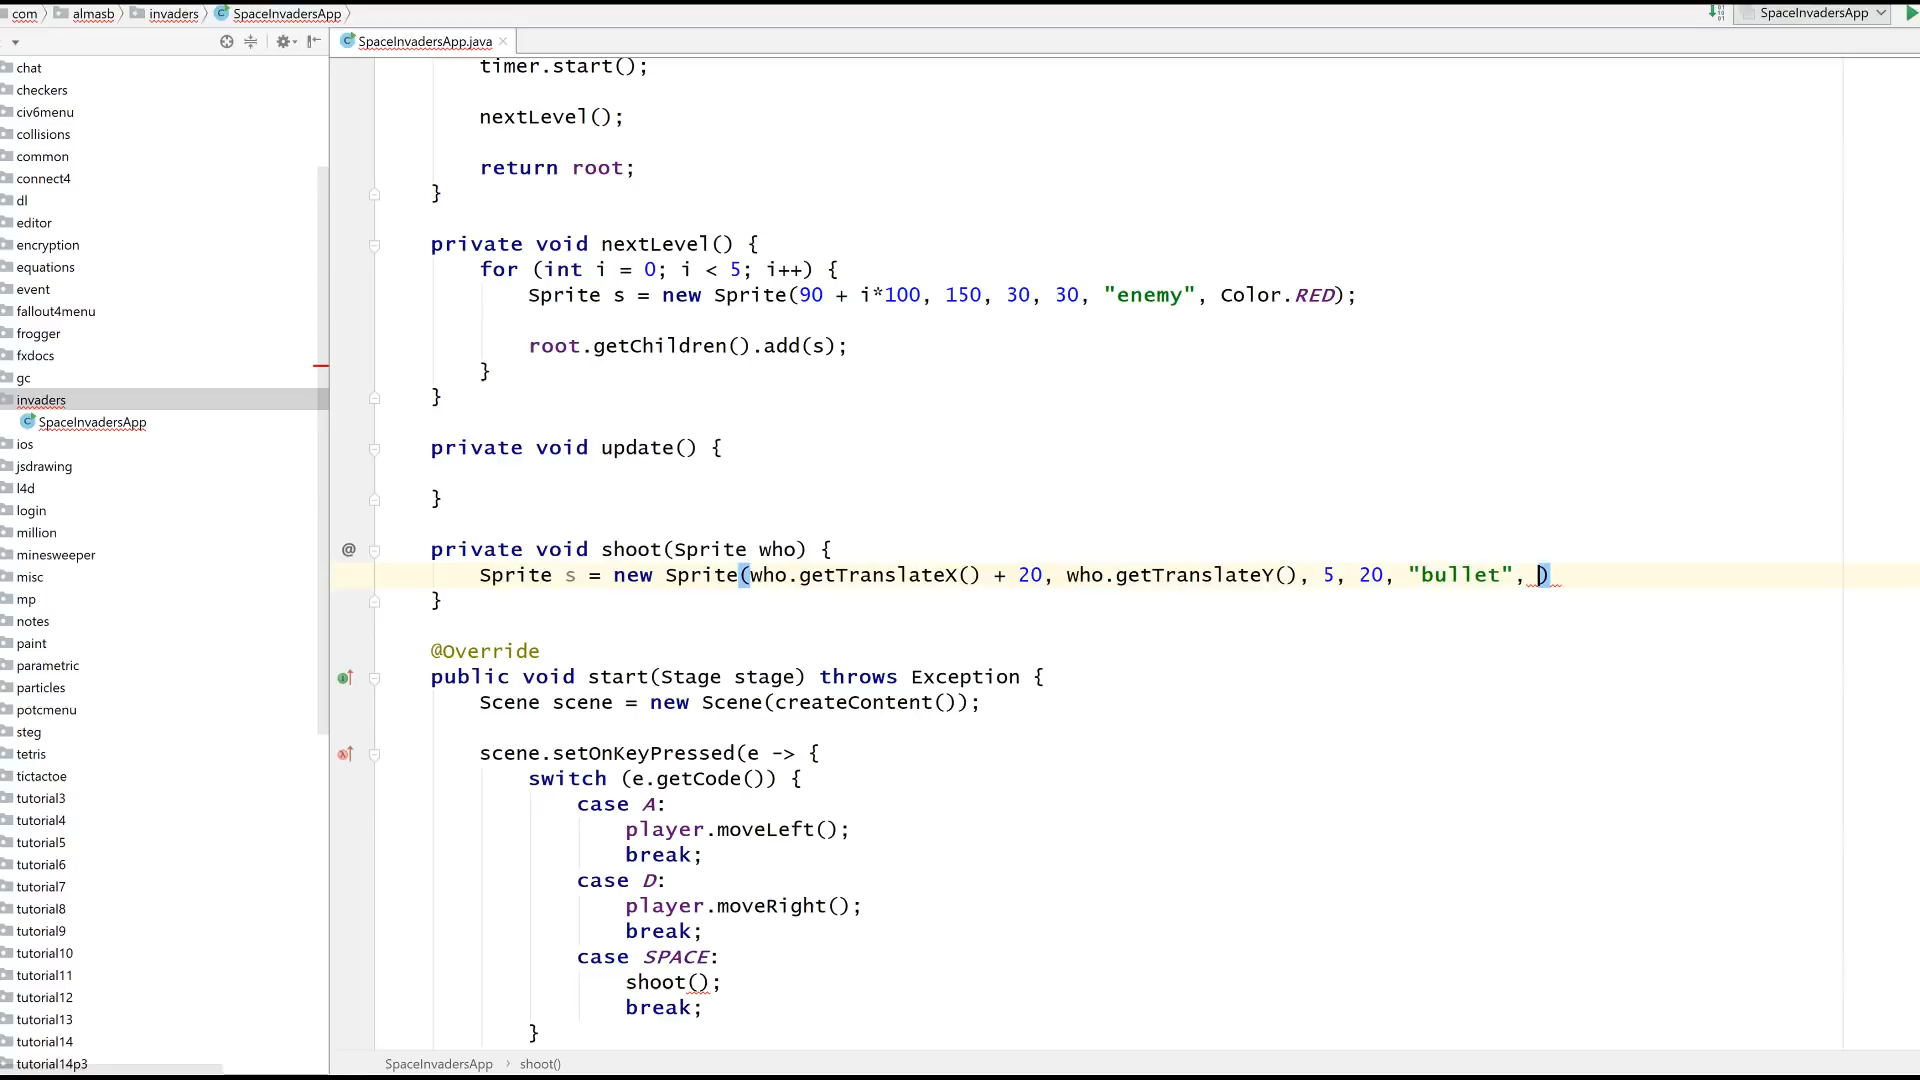 com almasb invaders SpaceInvadersApp SpaceInvadersApp
SpaceInvadersApp.java
chat
checkers
civ6menu
collisions
common
connect4
dl
editor
encryption
equations
event
fallout4menu
frogger
fxdocs
gc
invaders
SpaceInvadersApp
ios
jsdrawing
l4d
login
million
minesweeper
misc
mp
notes
paint
parametric
particles
potcmenu
steg
tetris
tictactoe
tutorial3
tutorial4
tutorial5
tutorial6
tutorial7
tutorial8
tutorial9
tutorial10
tutorial11
tutorial12
tutorial13
tutorial14
tutorial14p3
timer.start();
nextLevel();
return root;
}
private void nextLevel() {
for (int i = 0; i < 5; i++) {
Sprite s = new Sprite(90 + i*100, 150, 30, 30, "enemy", Color.RED);
root.getChildren().add(s);
}
}
private void update() {
}
@ private void shoot(Sprite who) {
Sprite s = new Sprite(who.getTranslateX() + 20, who.getTranslateY(), 5, 20, "bullet", )
}
@Override
public void start(Stage stage) throws Exception {
Scene scene = new Scene(createContent());
scene.setOnKeyPressed(e -> {
switch (e.getCode()) {
case A:
player.moveLeft();
break;
case D:
player.moveRight();
break;
case SPACE:
shoot();
break;
}
SpaceInvadersApp shoot()